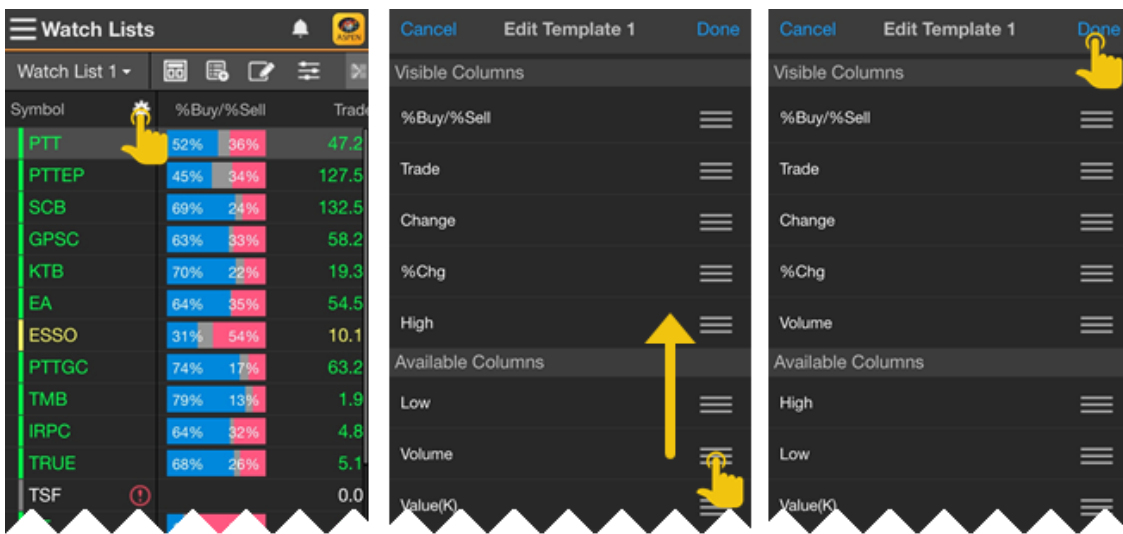 Watch Lists
ASPEN
Watch List 1
Symbol %Buy/%Sell Trade
PTT 52% 36% 47.2
PTTEP 45% 34% 127.5
SCB 69% 24% 132.5
GPSC 63% 33% 58.2
KTB 70% 22% 19.3
EA 64% 35% 54.5
ESSO 31% 54% 10.1
PTTGC 74% 17% 63.2
TMB 79% 13% 1.9
IRPC 64% 32% 4.8
TRUE 68% 26% 5.1
TSF 0.0
Cancel Edit Template 1 Done
Visible Columns
%Buy/%Sell
Trade
Change
%Chg
High
Available Columns
Low
Volume
Value(K)
Cancel Edit Template 1 Done
Visible Columns
%Buy/%Sell
Trade
Change
%Chg
Volume
Available Columns
High
Low
Value(K)